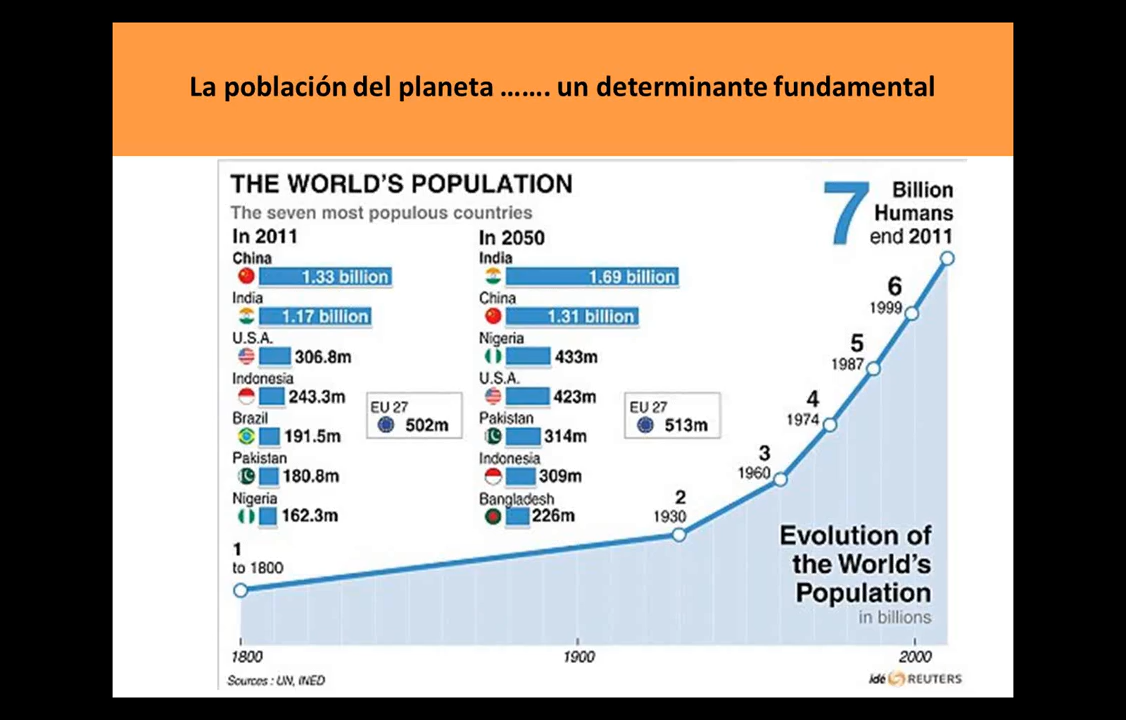 La población del planeta ……. un determinante fundamental
THE WORLD'S POPULATION
The seven most populous countries
In 2011
China
1.33 billion
India
1.17 billion
U.S.A.
306.8m
Indonesia
243.3m
Brazil
191.5m
Pakistan
180.8m
Nigeria
162.3m
EU 27
502m
In 2050
India
1.69 billion
China
1.31 billion
Nigeria
433m
U.S.A.
423m
Pakistan
314m
Indonesia
309m
Bangladesh
226m
EU 27
513m
7 Billion
Humans
end 2011
6
1999
5
1987
4
1974
3
1960
2
1930
1
to 1800
Evolution of
the World's
Population
in billions
1800
1900
2000
Sources : UN, INED
idé REUTERS